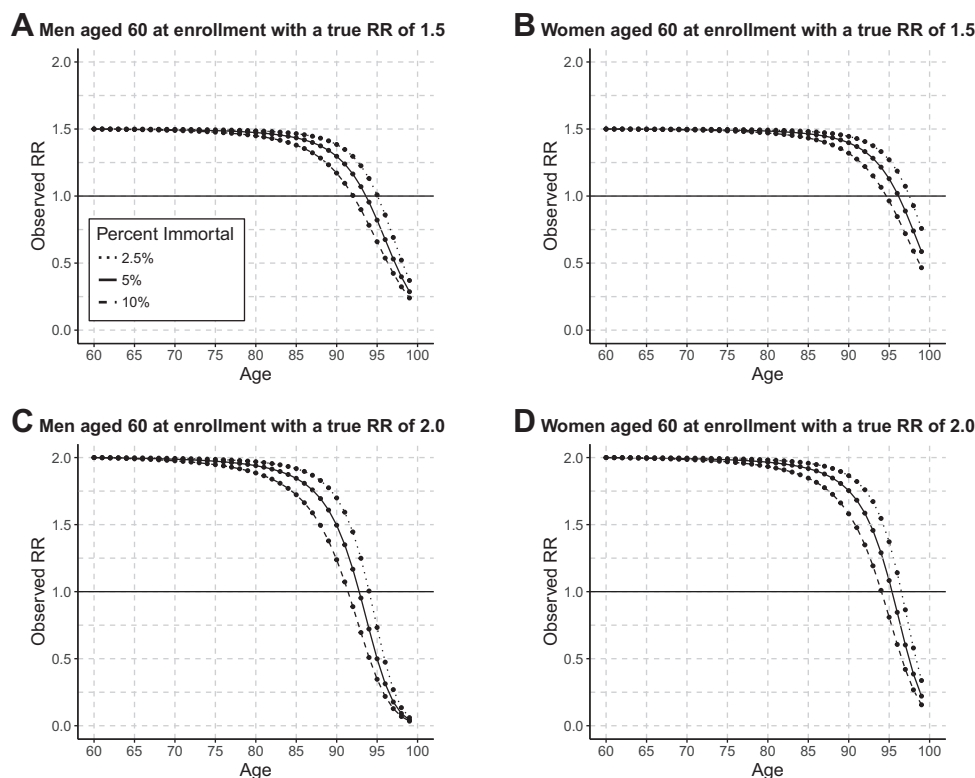 A Men aged 60 at enrollment with a true RR of 1.5
2.0
1.5
1.0
0.5
0.0
Observed RR
Percent Immortal
2.5%
5%
10%
60 65 70 75 80 85 90 95 100
Age
B Women aged 60 at enrollment with a true RR of 1.5
2.0
1.5
1.0
0.5
0.0
Observed RR
60 65 70 75 80 85 90 95 100
Age
C Men aged 60 at enrollment with a true RR of 2.0
2.0
1.5
1.0
0.5
0.0
Observed RR
60 65 70 75 80 85 90 95 100
Age
D Women aged 60 at enrollment with a true RR of 2.0
2.0
1.5
1.0
0.5
0.0
Observed RR
60 65 70 75 80 85 90 95 100
Age